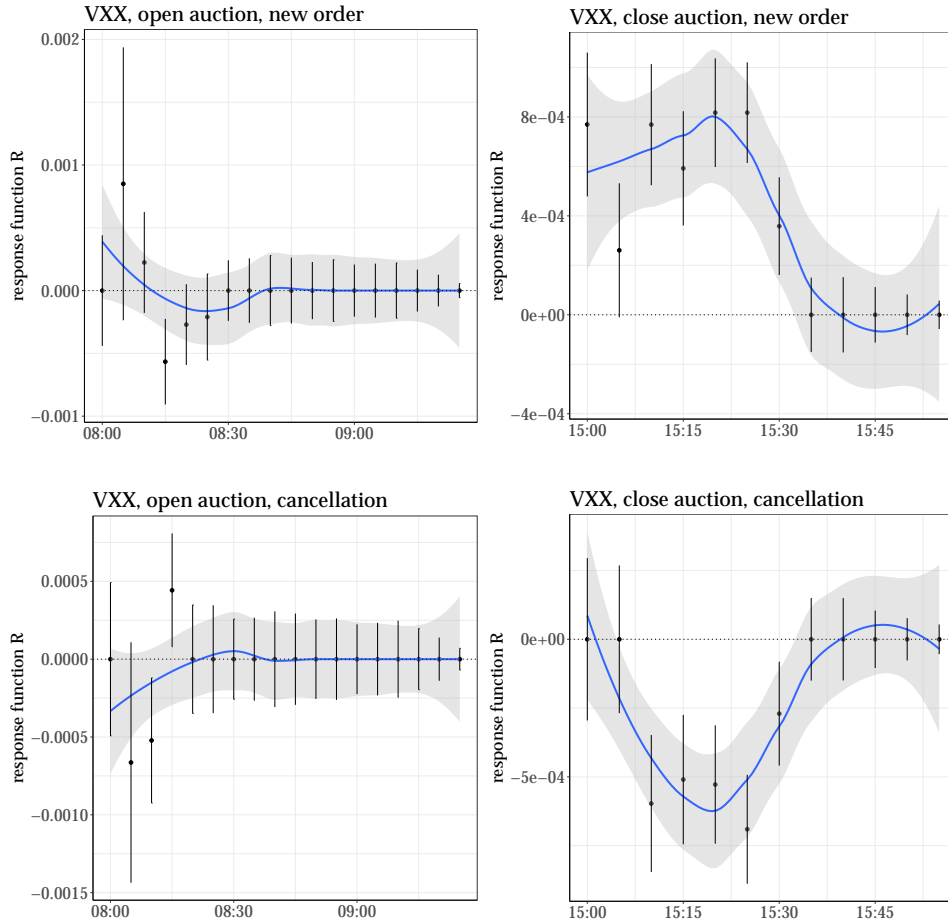 VXX, open auction, new order
response function R
0.002
0.001
0.000
−0.001
08:00 08:30 09:00
VXX, close auction, new order
response function R
8e−04
4e−04
0e+00
−4e−04
15:00 15:15 15:30 15:45
VXX, open auction, cancellation
response function R
0.0005
0.0000
−0.0005
−0.0010
−0.0015
08:00 08:30 09:00
VXX, close auction, cancellation
response function R
0e+00
−5e−04
15:00 15:15 15:30 15:45